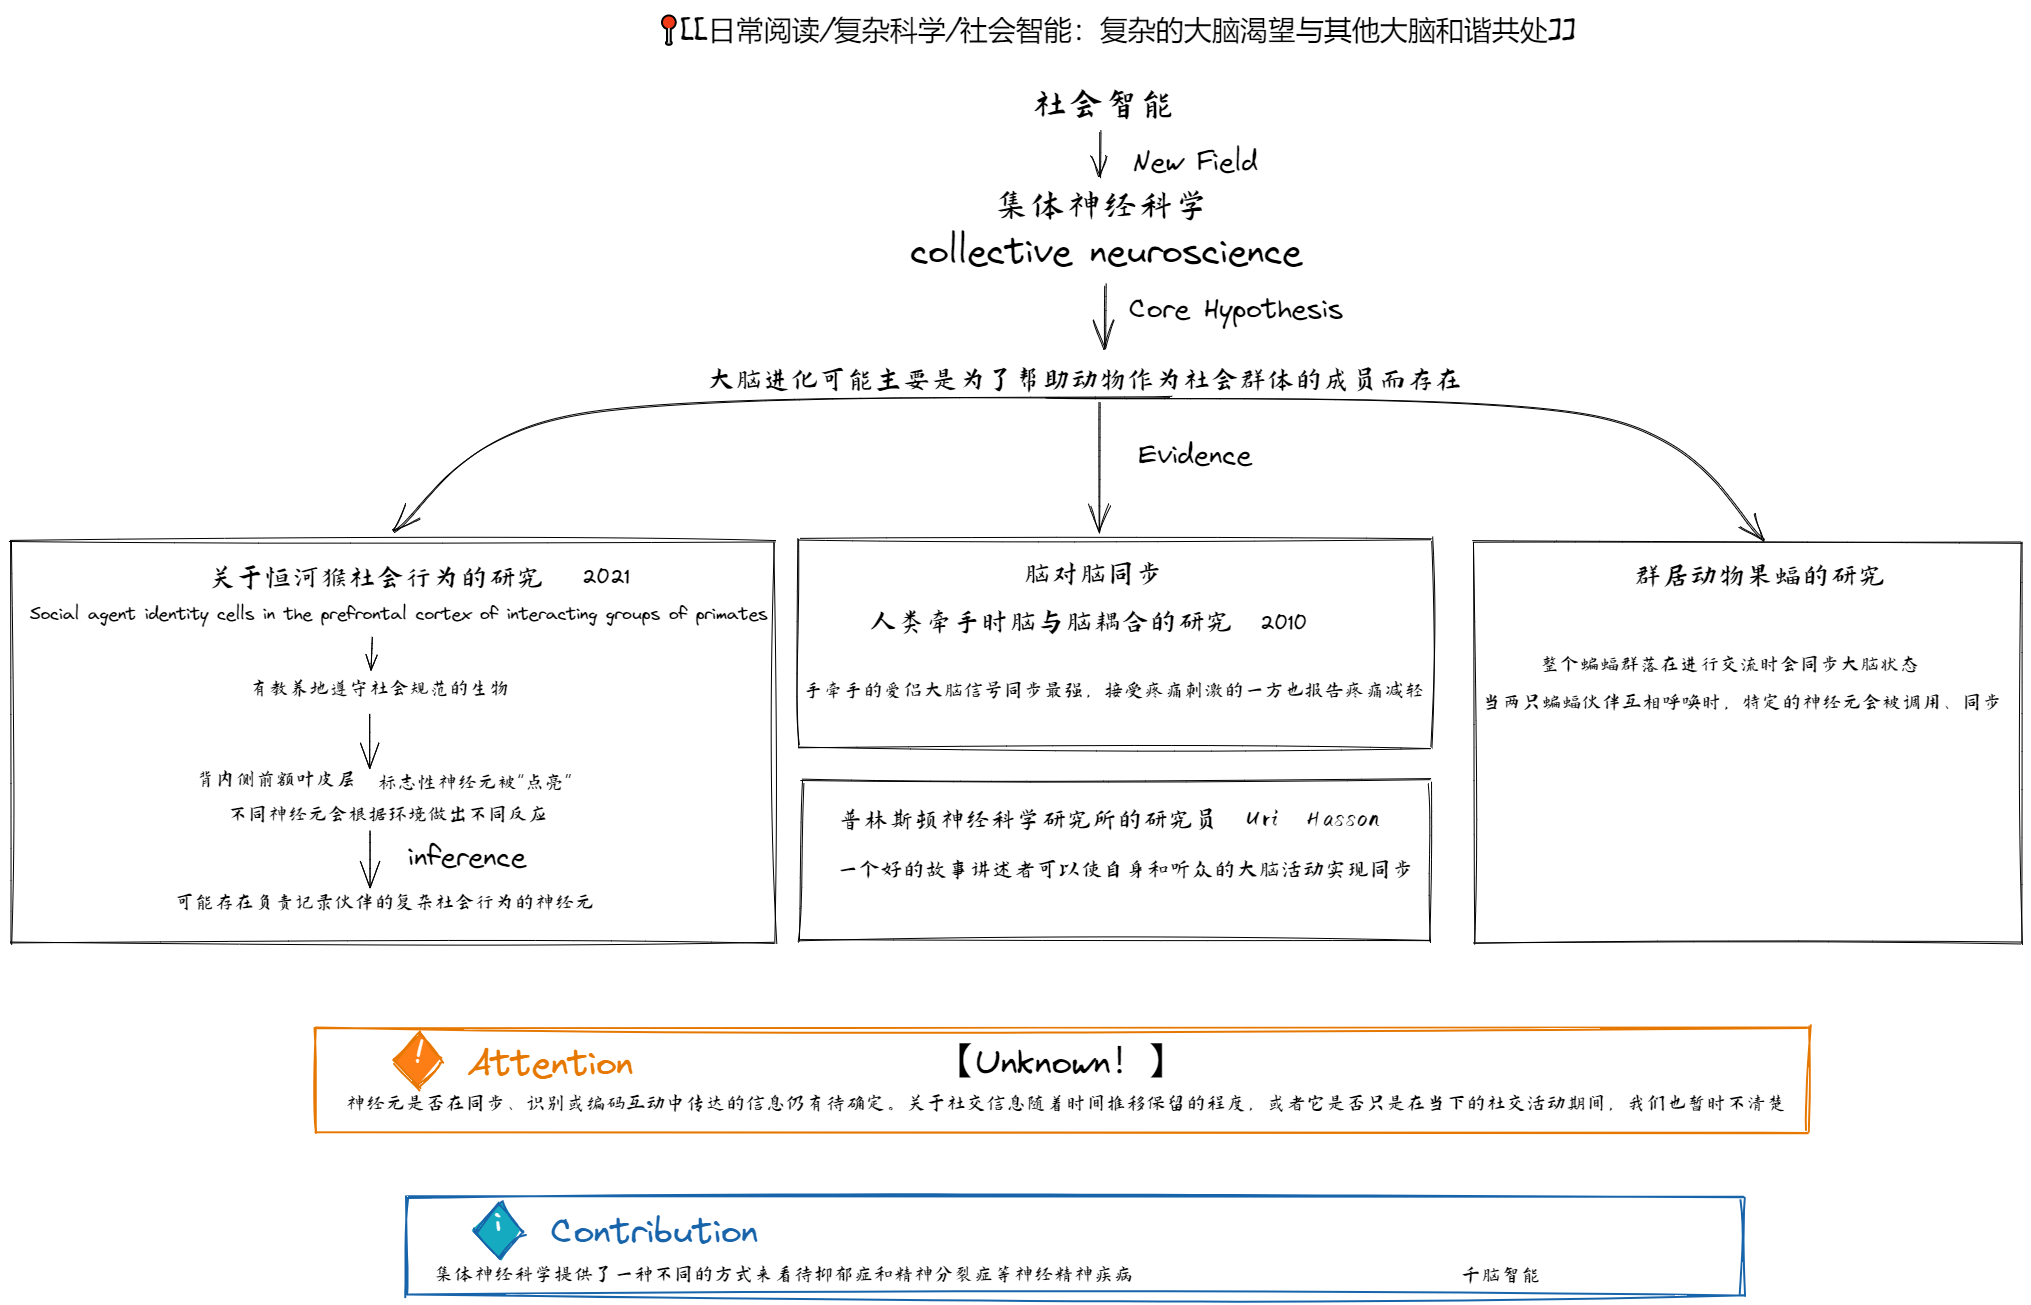 📍[[日常阅读/复杂科学/社会智能：复杂的大脑渴望与其他大脑和谐共处]]
社会智能
New Field
集体神经科学
collective neuroscience
Core Hypothesis
大脑进化可能主要是为了帮助动物作为社会群体的成员而存在
Evidence
关于恒河猴社会行为的研究 2021
Social agent identity cells in the prefrontal cortex of interacting groups of primates
有教养地遵守社会规范的生物
背内侧前额叶皮层 标志性神经元被“点亮”
不同神经元会根据环境做出不同反应
inference
可能存在负责记录伙伴的复杂社会行为的神经元
脑对脑同步
人类牵手时脑与脑耦合的研究 2010
手牵手的爱侣大脑信号同步最强，接受疼痛刺激的一方也报告疼痛减轻
普林斯顿神经科学研究所的研究员 Uri Hasson
一个好的故事讲述者可以使自身和听众的大脑活动实现同步
群居动物果蝠的研究
整个蝙蝠群落在进行交流时会同步大脑状态
当两只蝙蝠伙伴互相呼唤时，特定的神经元会被调用、同步
! Attention 【Unknown！】
神经元是否在同步、识别或编码互动中传达的信息仍有待确定。关于社交信息随着时间推移保留的程度，或者它是否只是在当下的社交活动期间，我们也暂时不清楚
i Contribution
集体神经科学提供了一种不同的方式来看待抑郁症和精神分裂症等神经精神疾病 千脑智能